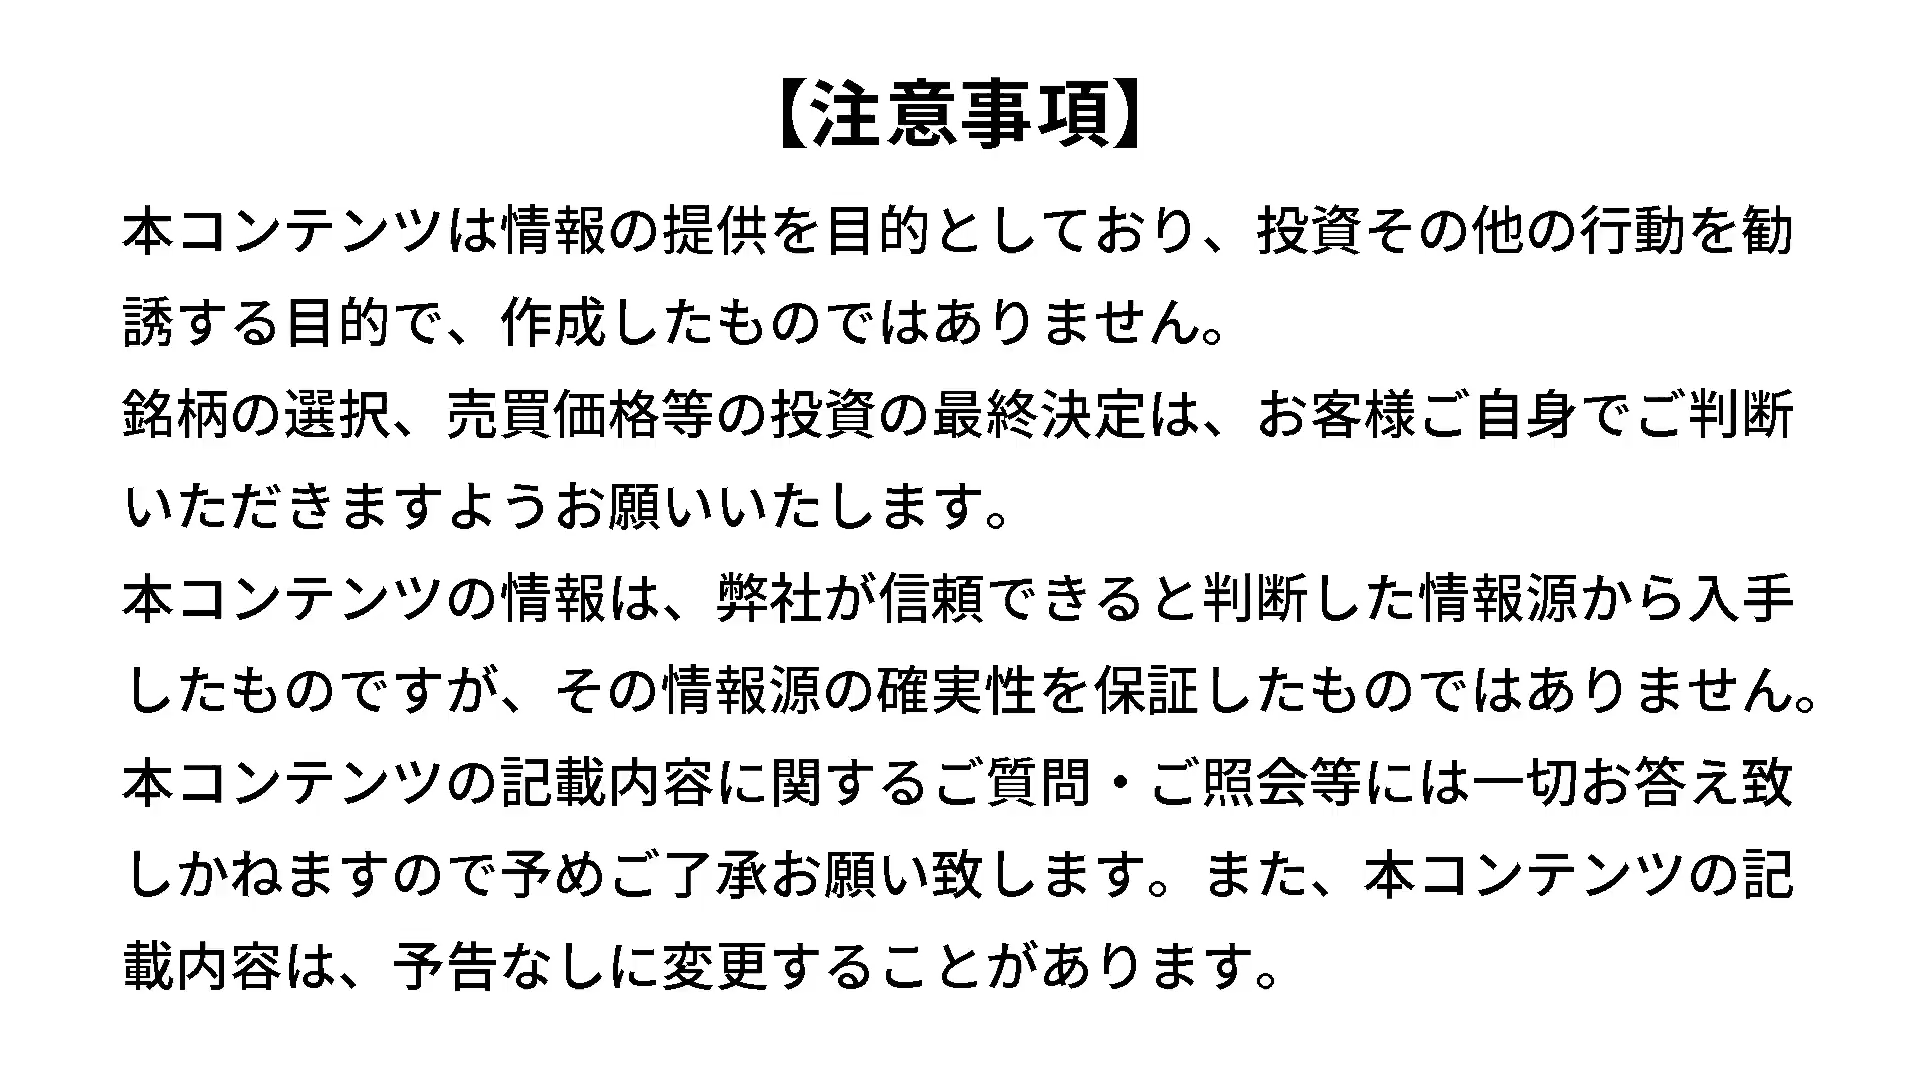 【注意事項】
本コンテンツは情報の提供を目的としており、投資その他の行動を勧
誘する目的で、作成したものではありません。
銘柄の選択、売買価格等の投資の最終決定は、お客様ご自身でご判断
いただきますようお願いいたします。
本コンテンツの情報は、弊社が信頼できると判断した情報源から入手
したものですが、その情報源の確実性を保証したものではありません。
本コンテンツの記載内容に関するご質問・ご照会等には一切お答え致
しかねますので予めご了承お願い致します。また、本コンテンツの記
載内容は、予告なしに変更することがあります。